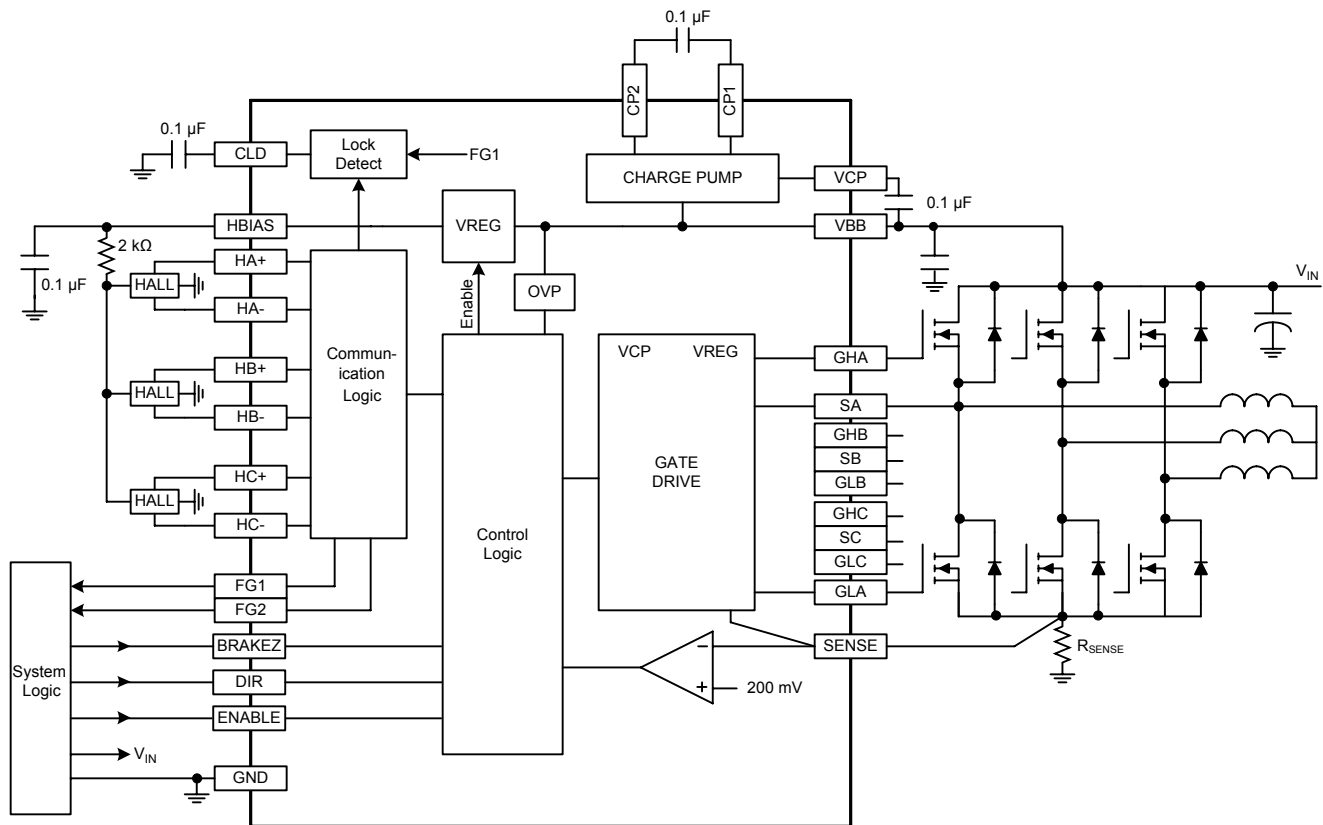 0.1 µF
CP2
CP1
0.1 µF
CLD
Lock
Detect
FG1
CHARGE PUMP
VCP
0.1 µF
HBIAS
VREG
VBB
2 kΩ
0.1 µF
HA+
HALL
HA-
Enable
OVP
V_IN
HB+
HALL
HB-
Commun-
ication
Logic
VCP
VREG
GHA
SA
GHB
SB
GLB
GATE
DRIVE
HC+
HALL
HC-
Control
Logic
GHC
SC
GLC
GLA
FG1
FG2
BRAKEZ
SENSE
R_SENSE
System
Logic
DIR
–
+
200 mV
ENABLE
V_IN
GND